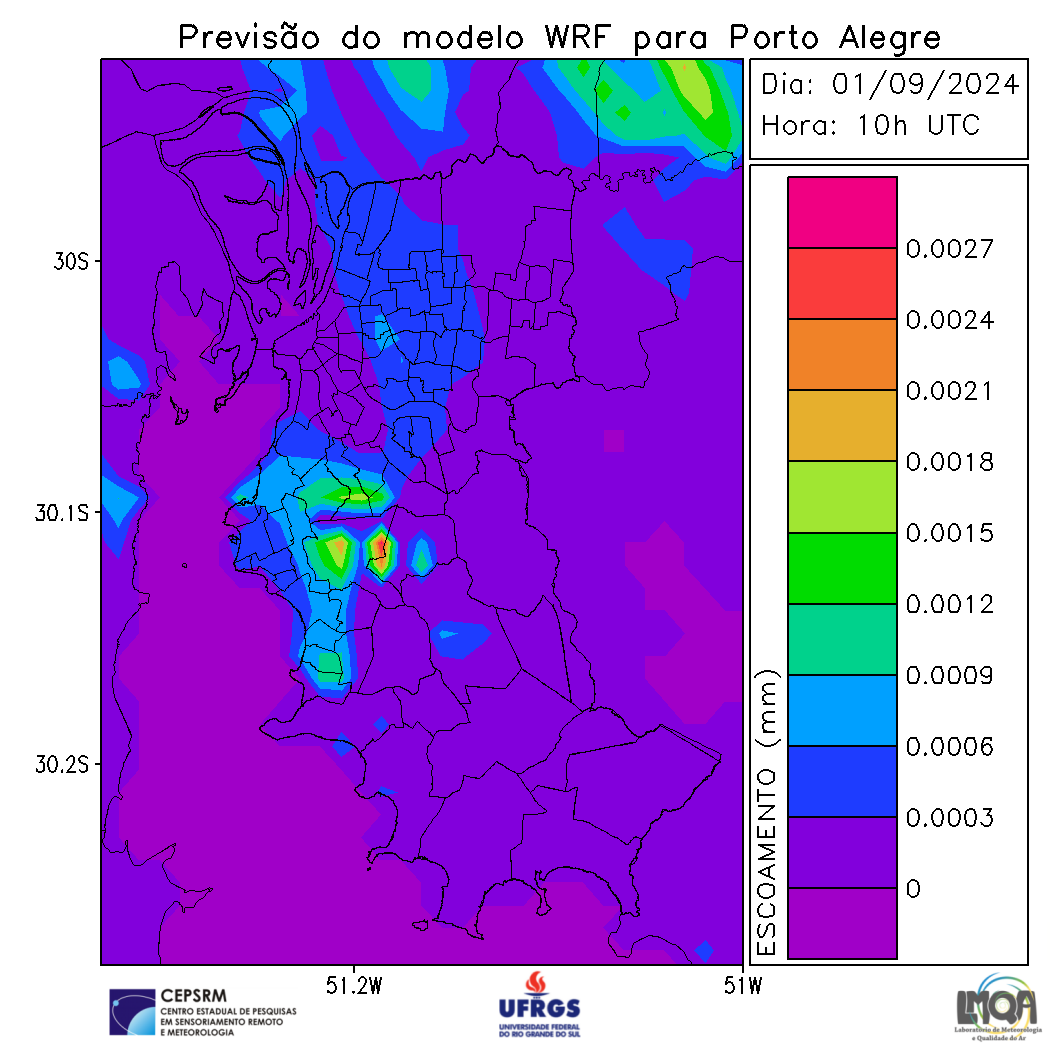 Previsão do modelo WRF para Porto Alegre
Dia: 01/09/2024
Hora: 10h UTC
0.0027
0.0024
0.0021
0.0018
0.0015
0.0012
0.0009
0.0006
0.0003
0
ESCOAMENTO (mm)
30S
30.1S
30.2S
51.2W
51W
CEPSRM
CENTRO ESTADUAL DE PESQUISAS
EM SENSORIAMENTO REMOTO
E METEOROLOGIA
UFRGS
UNIVERSIDADE FEDERAL
DO RIO GRANDE DO SUL
LMQA
Laboratório de Meteorologia
e Qualidade do Ar